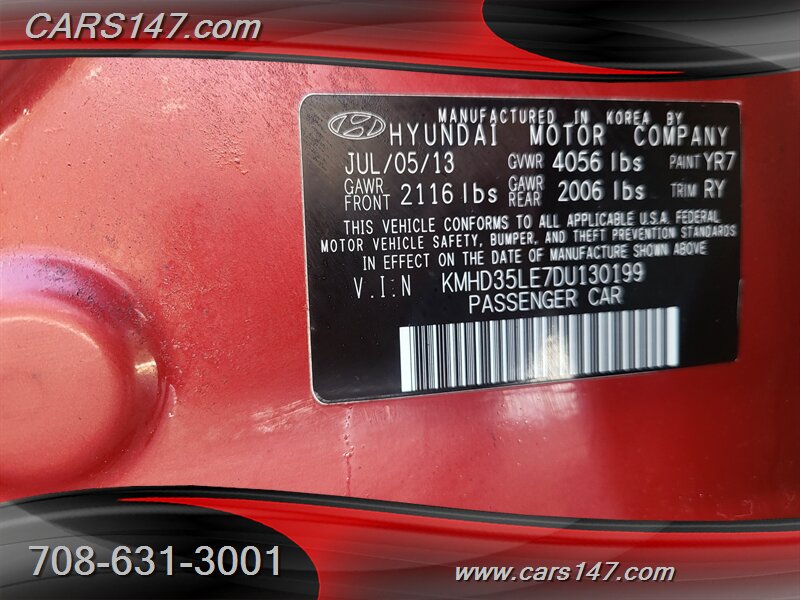 CARS147.com
www.cars147.com
MANUFACTURED IN KOREA BY
HYUNDAI MOTOR COMPANY
JUL/05/13 GVWR 4056 lbs PAINT YR7
GAWR FRONT 2116 lbs GAWR REAR 2006 lbs TRIM RY
THIS VEHICLE CONFORMS TO ALL APPLICABLE U.S.A. FEDERAL
MOTOR VEHICLE SAFETY, BUMPER, AND THEFT PREVENTION STANDARDS
IN EFFECT ON THE DATE OF MANUFACTURE SHOWN ABOVE
V.I:N KMHD35LE7DU130199
PASSENGER CAR
708-631-3001
www.cars147.com